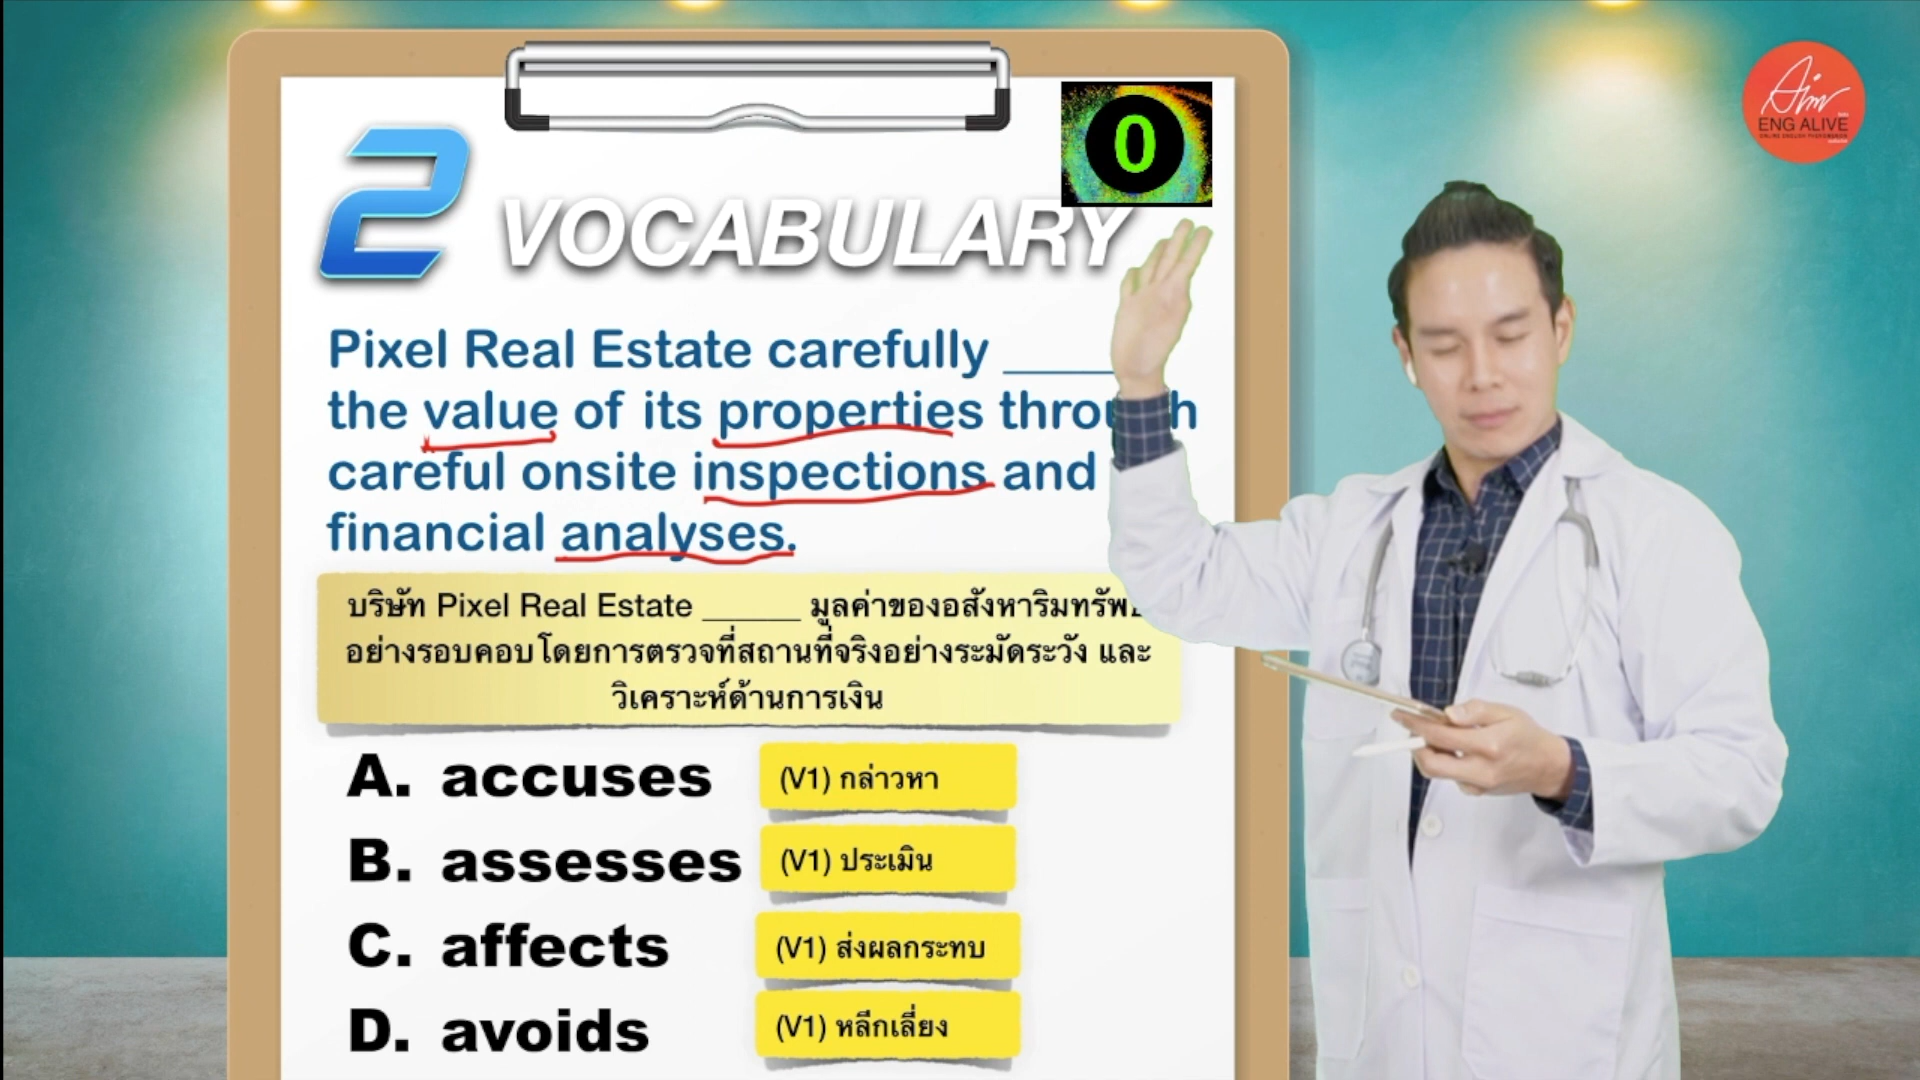 Aim
ENG ALIVE
0
2 VOCABULARY
Pixel Real Estate carefully _____
the value of its properties through
careful onsite inspections and
financial analyses.
บริษัท Pixel Real Estate ______ มูลค่าของอสังหาริมทรัพย์
อย่างรอบคอบโดยการตรวจที่สถานที่จริงอย่างระมัดระวัง และ
วิเคราะห์ด้านการเงิน
A. accuses (V1) กล่าวหา
B. assesses (V1) ประเมิน
C. affects (V1) ส่งผลกระทบ
D. avoids (V1) หลีกเลี่ยง